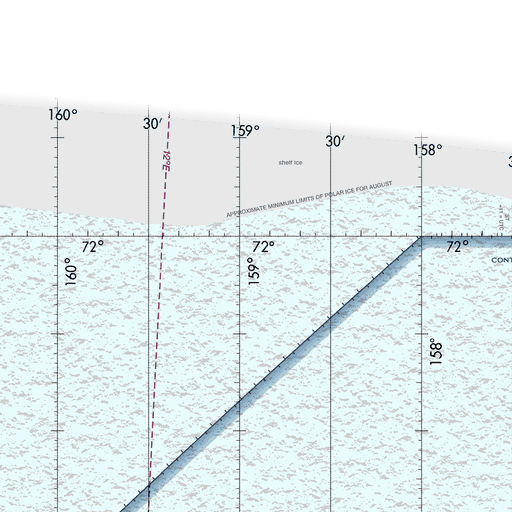 160°
30′
159°
30′
158°
12°E
shelf ice
APPROXIMATE MINIMUM LIMITS OF POLAR ICE FOR AUGUST
72°
72°
72°
160°
159°
158°
CONT